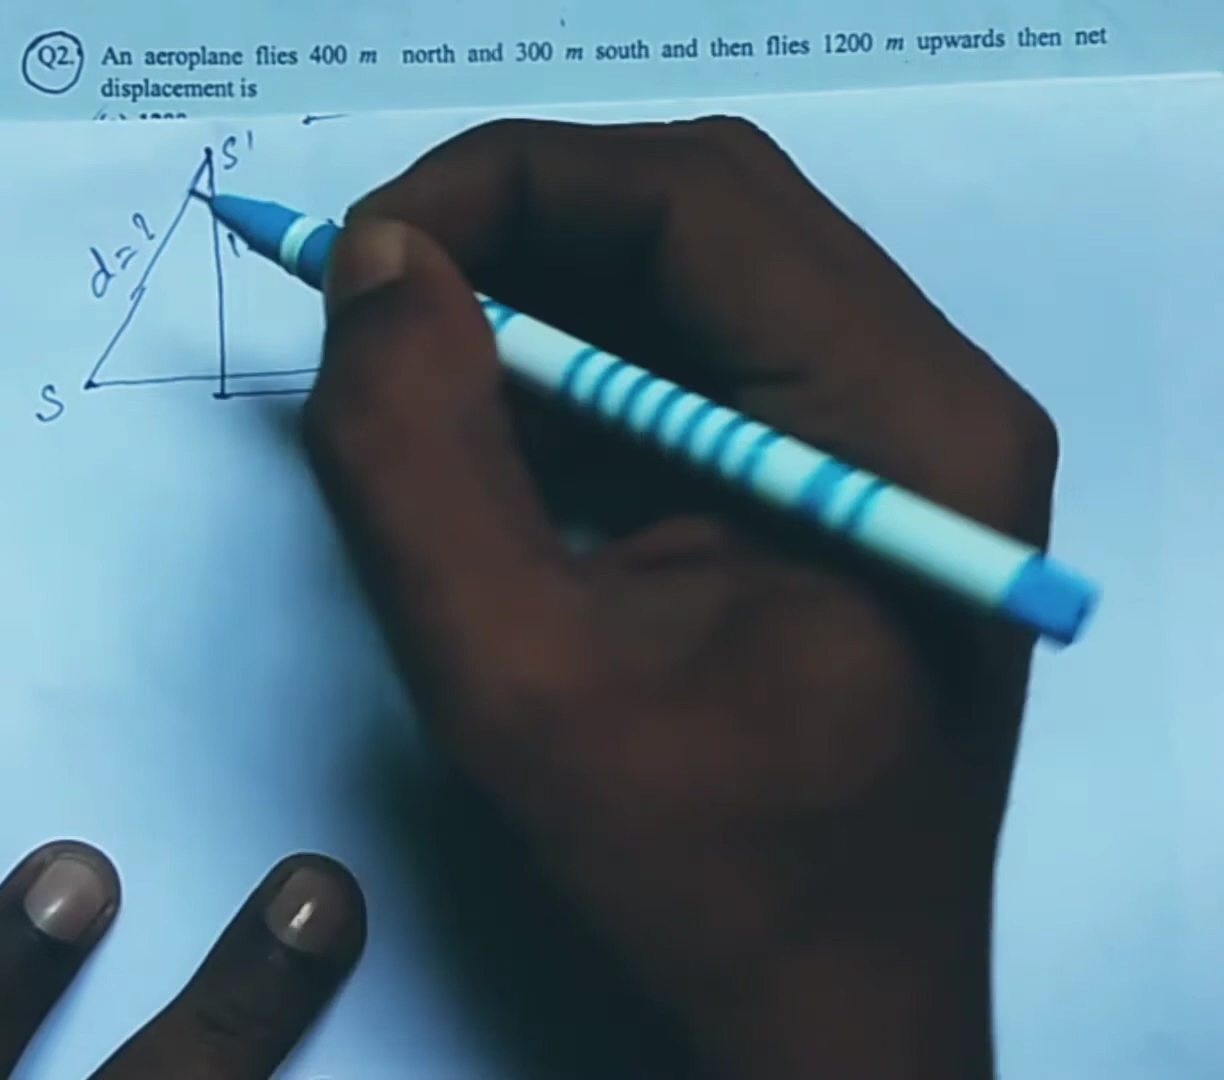 Q2. An aeroplane flies 400 m north and 300 m south and then flies 1200 m upwards then net
displacement is
S'
d = ?
S